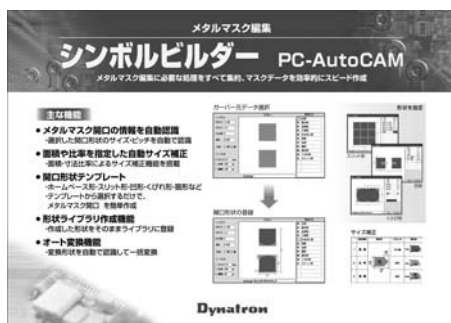 メタルマスク編集
シンボルビルダー PC-AutoCAM
メタルマスク編集に必要な処理をすべて集約、マスクデータを効率的にスピード作成
主な機能
● メタルマスク開口の情報を自動認識
・選択した開口形状のサイズ・ピッチを自動で認識
● 面積や比率を指定した自動サイズ補正
・面積・寸法比率によるサイズ補正機能を搭載
● 開口形状テンプレート
・ホームベース形・スリット形・凹形・くびれ形・扇形など
・テンプレートから選択するだけで、
メタルマスク開口 を簡単作成
● 形状ライブラリ作成機能
・作成した形状をそのままライブラリに登録
● オート変換機能
・変換形状を自動で認識して一括変換
ガーバー元データ選択
開口形状の登録
形状を指定
サイズ補正
Dynatron